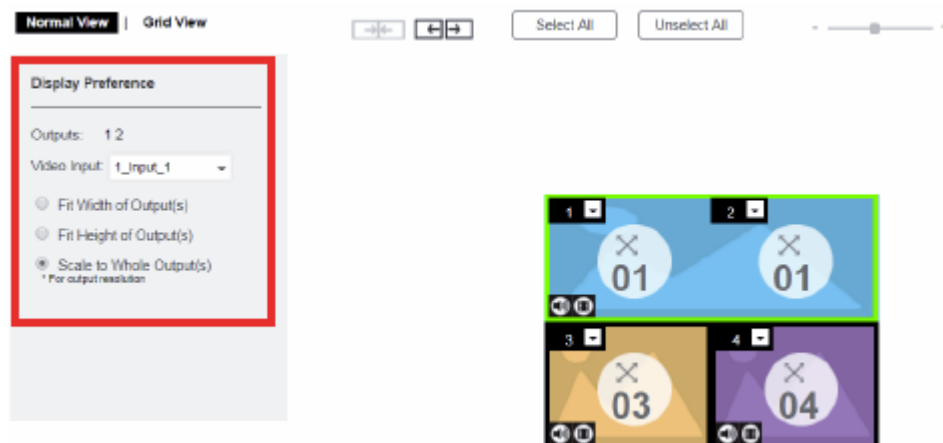 Normal View | Grid View
Select All
Unselect All
Display Preference
Outputs: 1 2
Video Input: 1_Input_1
Fit Width of Output(s)
Fit Height of Output(s)
Scale to Whole Output(s)
* For output resolution
1
2
01
01
3
4
03
04